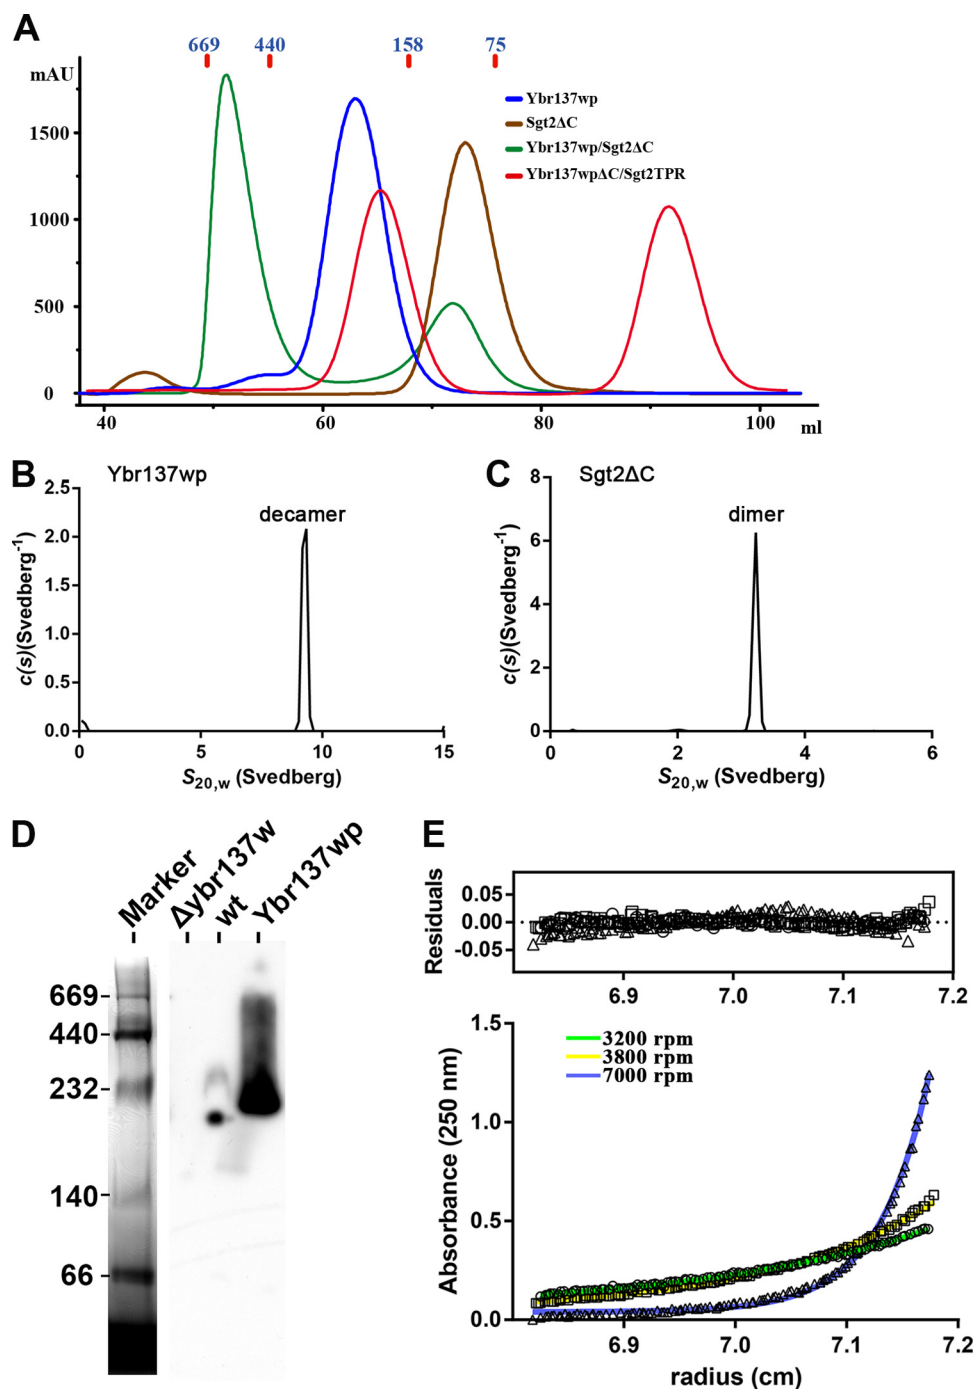 A
669 440 158 75
mAU
Ybr137wp
Sgt2ΔC
Ybr137wp/Sgt2ΔC
Ybr137wpΔC/Sgt2TPR
1500
1000
500
0
40 60 80 100 ml
B
Ybr137wp
decamer
c(s)(Svedberg⁻¹)
2.5
2.0
1.5
1.0
0.5
0.0
0 5 10 15
S20,w (Svedberg)
C
Sgt2ΔC
dimer
c(s)(Svedberg⁻¹)
8
6
4
2
0
0 2 4 6
S20,w (Svedberg)
D
Marker
Δybr137w
wt
Ybr137wp
669
440
232
140
66
E
Residuals
0.05
0.00
-0.05
6.9 7.0 7.1 7.2
Absorbance (250 nm)
1.5
1.0
0.5
0.0
3200 rpm
3800 rpm
7000 rpm
6.9 7.0 7.1 7.2
radius (cm)